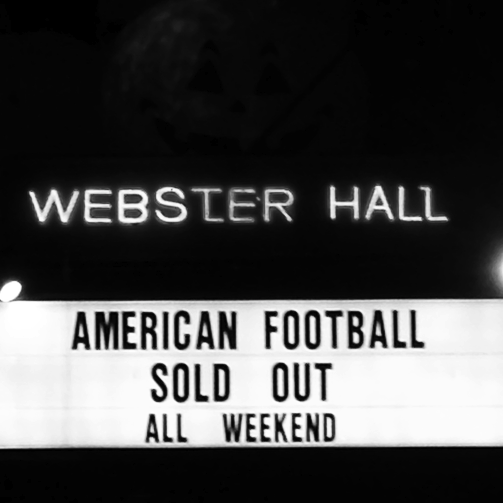 WEBSTER HALL
AMERICAN FOOTBALL
SOLD OUT
ALL WEEKEND